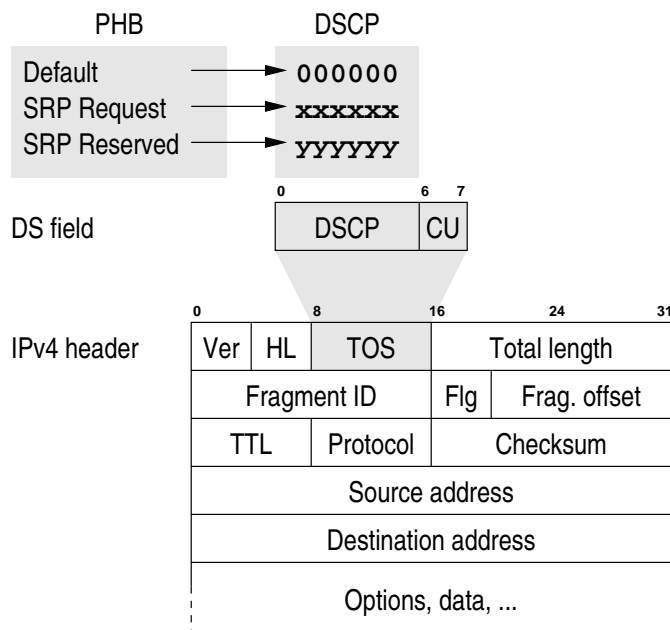 PHB DSCP
Default 000000
SRP Request xxxxxx
SRP Reserved yyyyyy
0 6 7
DS field DSCP CU
0 8 16 24 31
IPv4 header Ver HL TOS Total length
Fragment ID Flg Frag. offset
TTL Protocol Checksum
Source address
Destination address
Options, data, ...